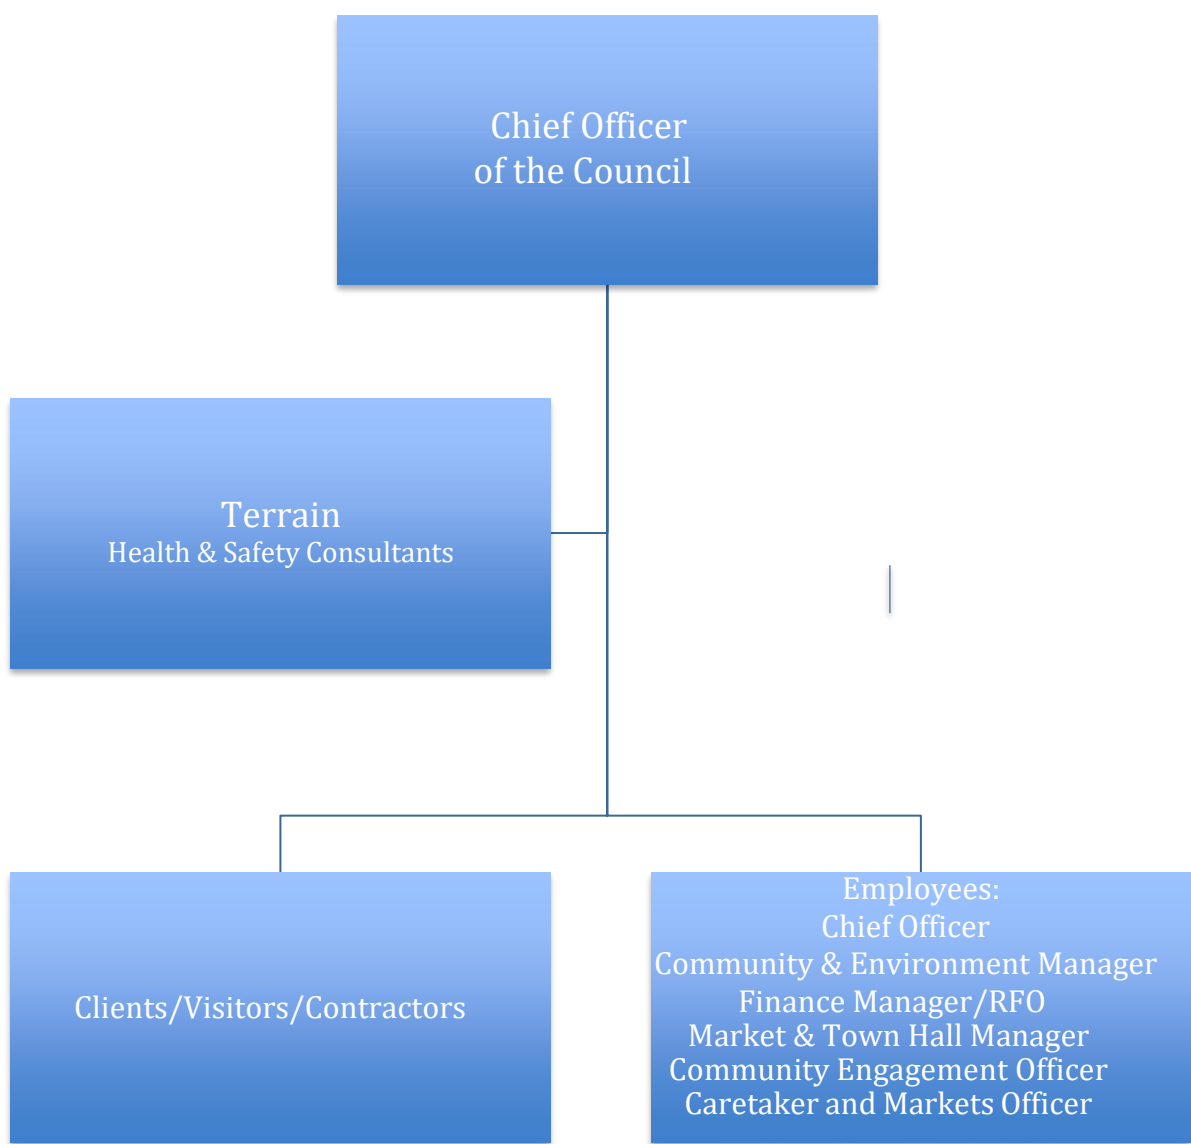 Chief Officer
of the Council
Terrain
Health & Safety Consultants
Clients/Visitors/Contractors
Employees:
Chief Officer
Community & Environment Manager
Finance Manager/RFO
Market & Town Hall Manager
Community Engagement Officer
Caretaker and Markets Officer